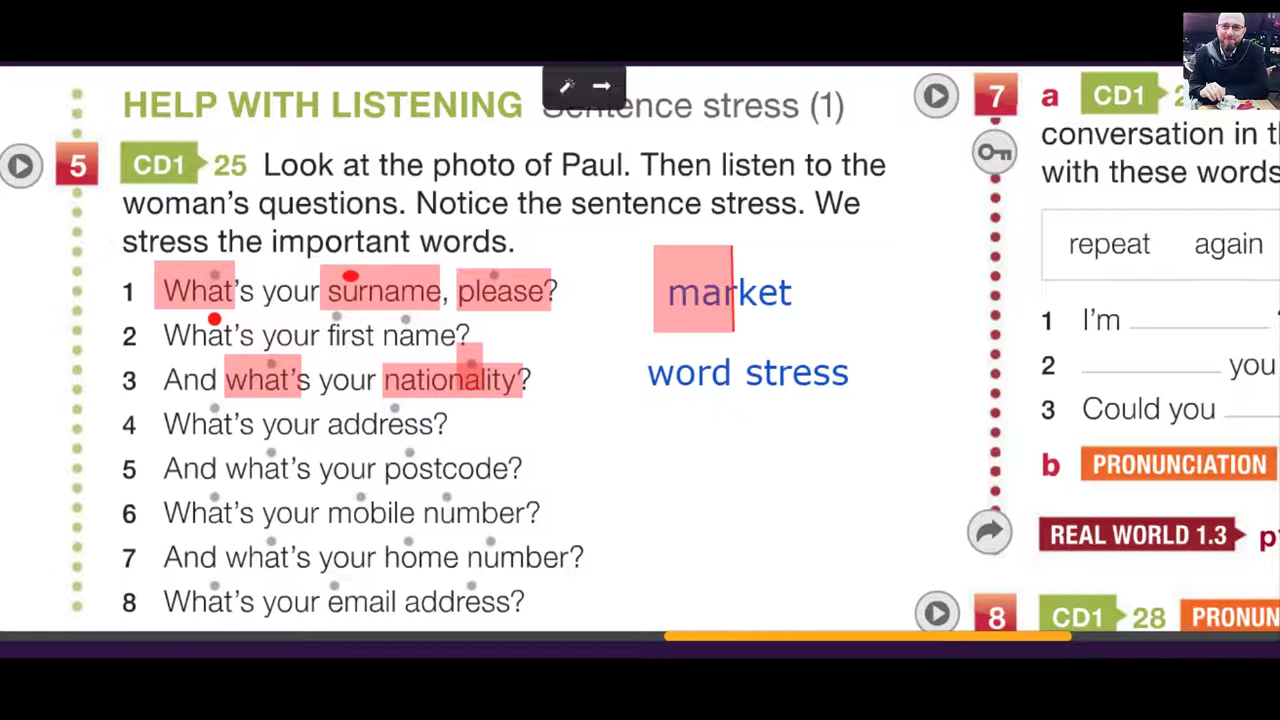 HELP WITH LISTENING Sentence stress (1)
5 CD1 25 Look at the photo of Paul. Then listen to the
woman's questions. Notice the sentence stress. We
stress the important words.
1 What's your surname, please?
2 What's your first name?
3 And what's your nationality?
4 What's your address?
5 And what's your postcode?
6 What's your mobile number?
7 And what's your home number?
8 What's your email address?
market
word stress
7 a CD1
conversation in
with these words
repeat again
1 I'm
2 you
3 Could you
b PRONUNCIATION
REAL WORLD 1.3
8 CD1 28